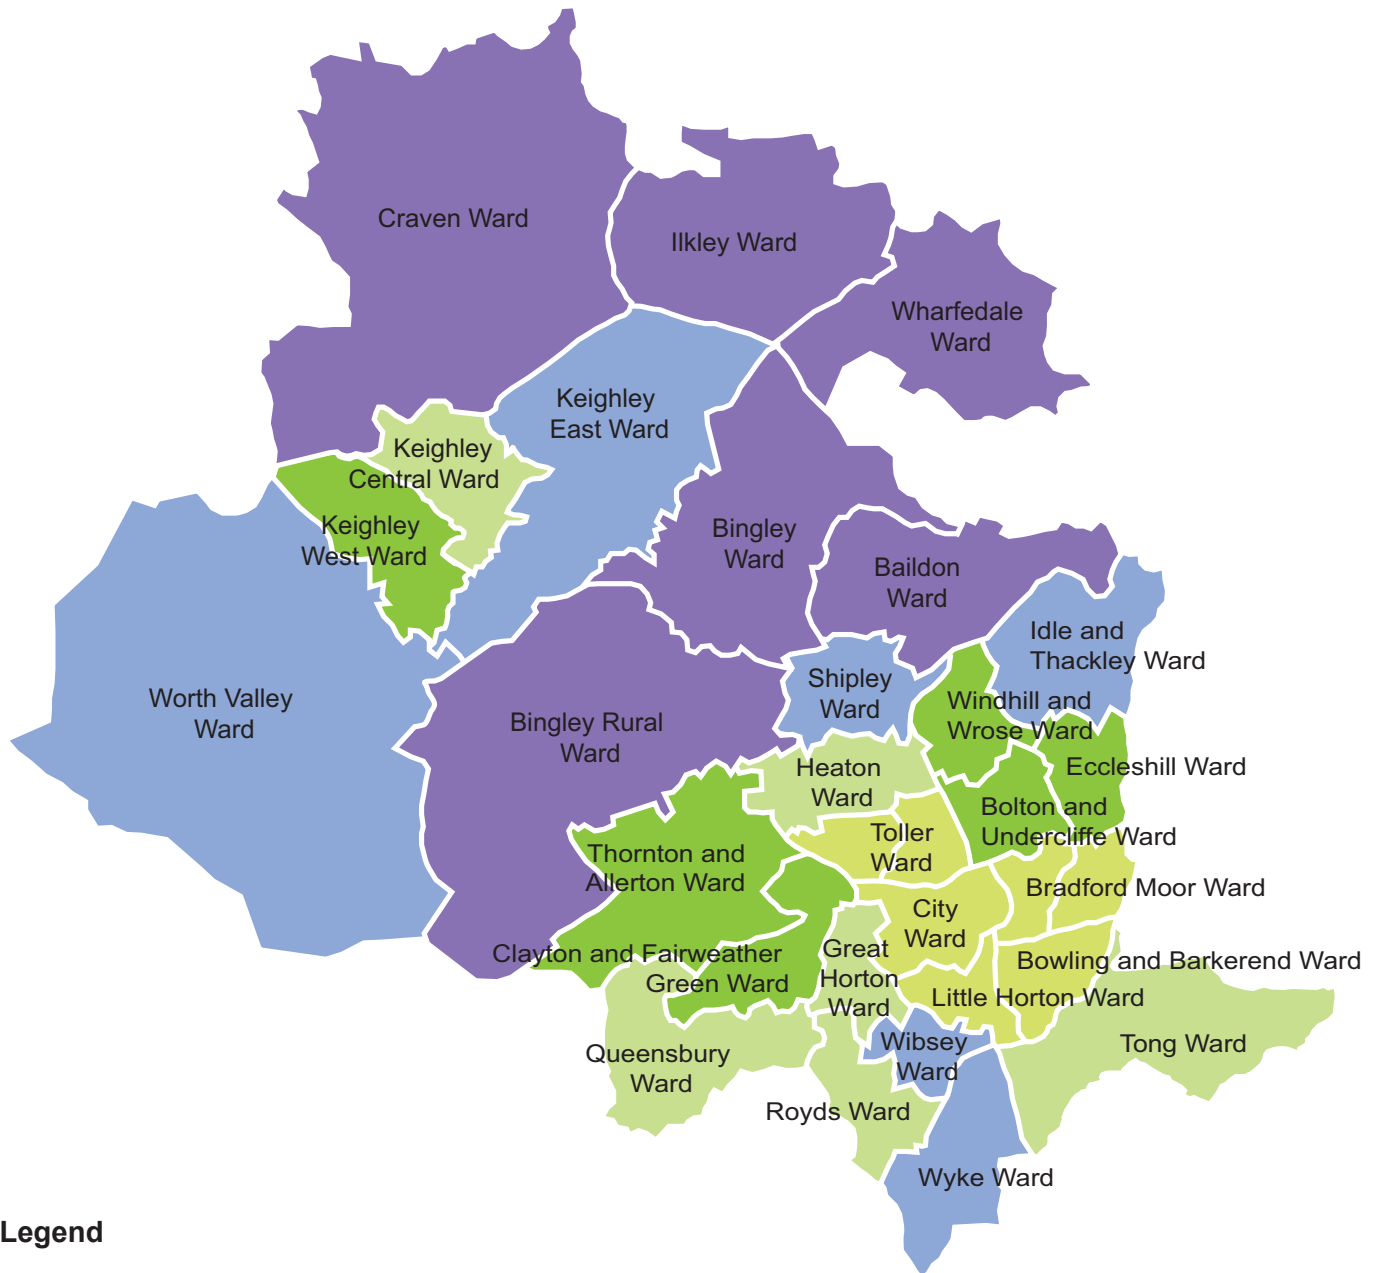 Craven Ward
Ilkley Ward
Wharfedale
Ward
Keighley
East Ward
Keighley
Central Ward
Keighley
West Ward
Bingley
Ward
Baildon
Ward
Idle and
Thackley Ward
Worth Valley
Ward
Bingley Rural
Ward
Shipley
Ward
Windhill and
Wrose Ward
Heaton
Ward
Eccleshill Ward
Bolton and
Undercliffe Ward
Toller
Ward
Thornton and
Allerton Ward
Bradford Moor Ward
City
Ward
Clayton and Fairweather
Green Ward
Great
Horton
Ward
Bowling and Barkerend Ward
Little Horton Ward
Queensbury
Ward
Wibsey
Ward
Tong Ward
Royds Ward
Wyke Ward
Legend